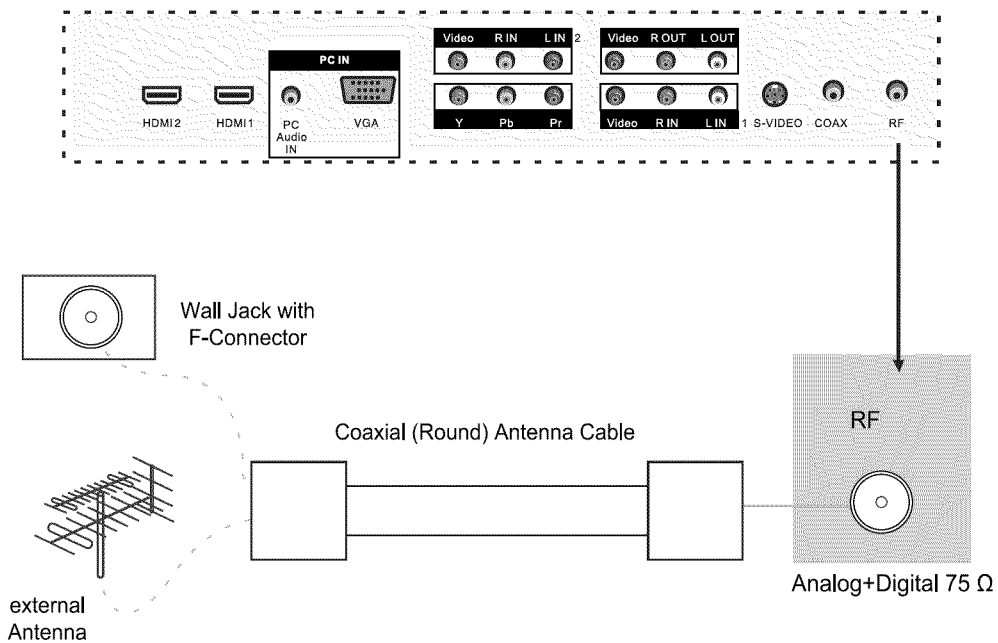 Video R IN L IN 2
Video R OUT L OUT
PC IN
HDMI2
HDMI1
PC
Audio
IN
VGA
Y Pb Pr
Video R IN L IN 1
S-VIDEO
COAX
RF
Wall Jack with
F-Connector
Coaxial (Round) Antenna Cable
RF
Analog+Digital 75 Ω
external
Antenna